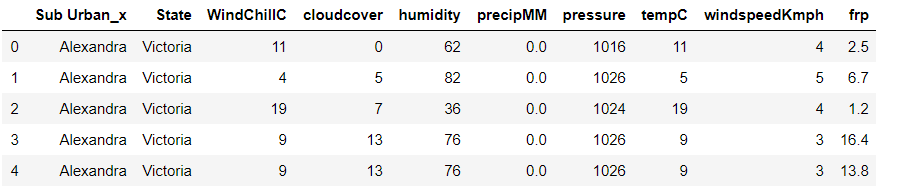 Sub Urban_x State WindChillC cloudcover humidity precipMM pressure tempC windspeedKmph frp
0 Alexandra Victoria 11 0 62 0.0 1016 11 4 2.5
1 Alexandra Victoria 4 5 82 0.0 1026 5 5 6.7
2 Alexandra Victoria 19 7 36 0.0 1024 19 4 1.2
3 Alexandra Victoria 9 13 76 0.0 1026 9 3 16.4
4 Alexandra Victoria 9 13 76 0.0 1026 9 3 13.8